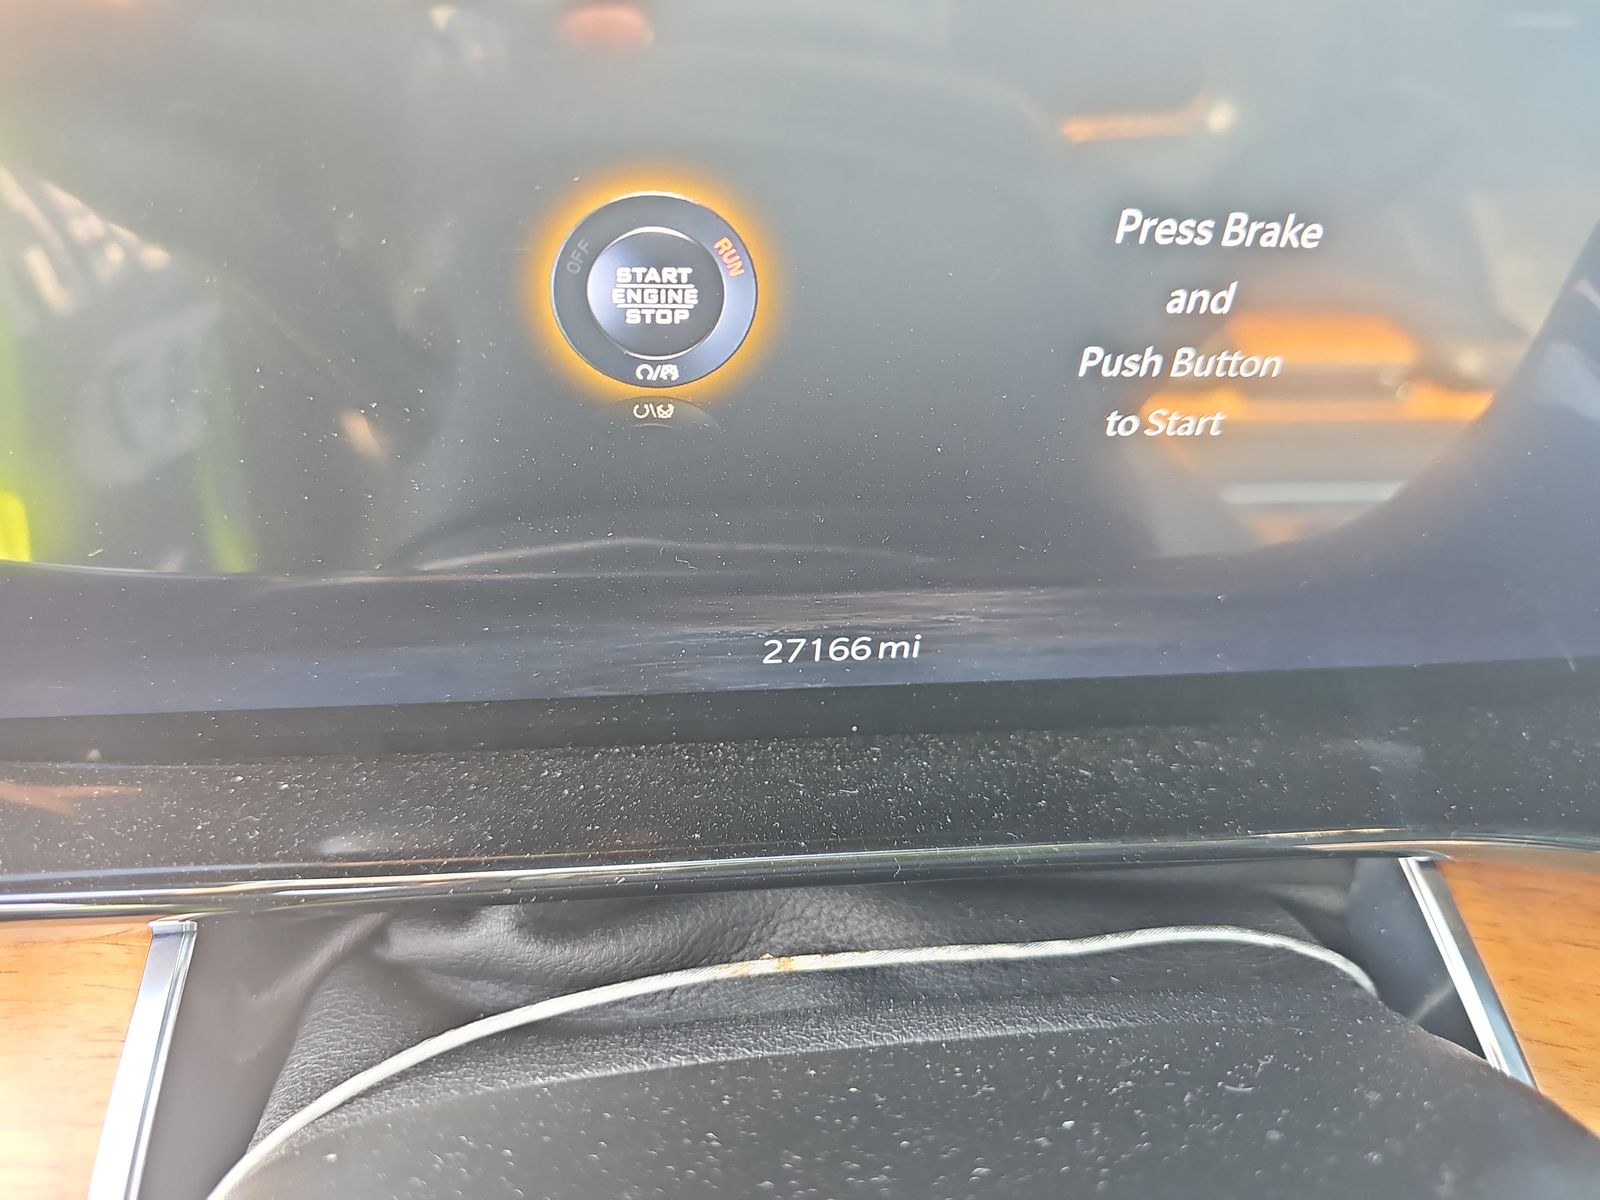 OFF
RUN
START
ENGINE
STOP
Press Brake
and
Push Button
to Start
27166 mi